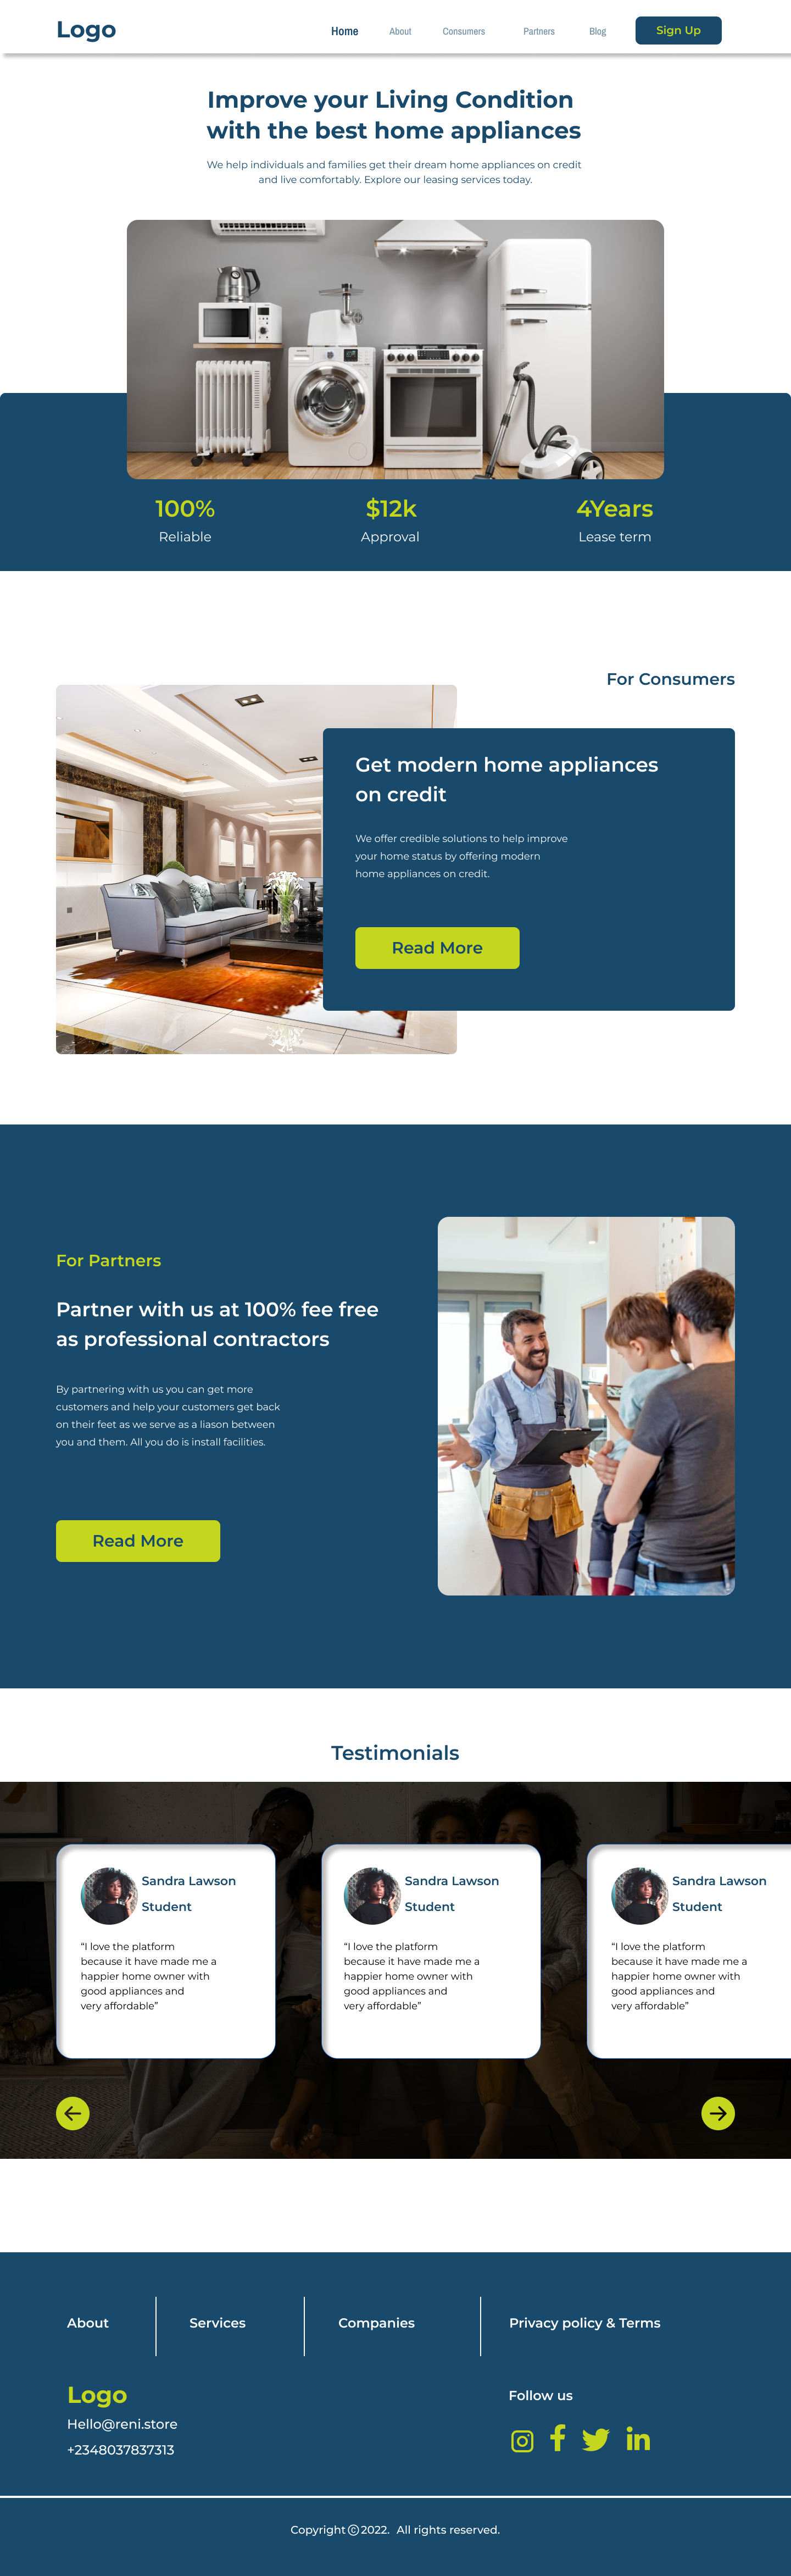 Logo
Home About Consumers Partners Blog Sign Up
Improve your Living Condition
with the best home appliances
We help individuals and families get their dream home appliances on credit
and live comfortably. Explore our leasing services today.
100% $12k 4Years
Reliable Approval Lease term
For Consumers
Get modern home appliances
on credit
We offer credible solutions to help improve
your home status by offering modern
home appliances on credit.
Read More
For Partners
Partner with us at 100% fee free
as professional contractors
By partnering with us you can get more
customers and help your customers get back
on their feet as we serve as a liason between
you and them. All you do is install facilities.
Read More
Testimonials
Sandra Lawson
Student
“I love the platform
because it have made me a
happier home owner with
good appliances and
very affordable”
Sandra Lawson
Student
“I love the platform
because it have made me a
happier home owner with
good appliances and
very affordable”
Sandra Lawson
Student
“I love the platform
because it have made me a
happier home owner with
good appliances and
very affordable”
About Services Companies Privacy policy & Terms
Logo
Hello@reni.store
+2348037837313
Follow us
Copyright © 2022. All rights reserved.